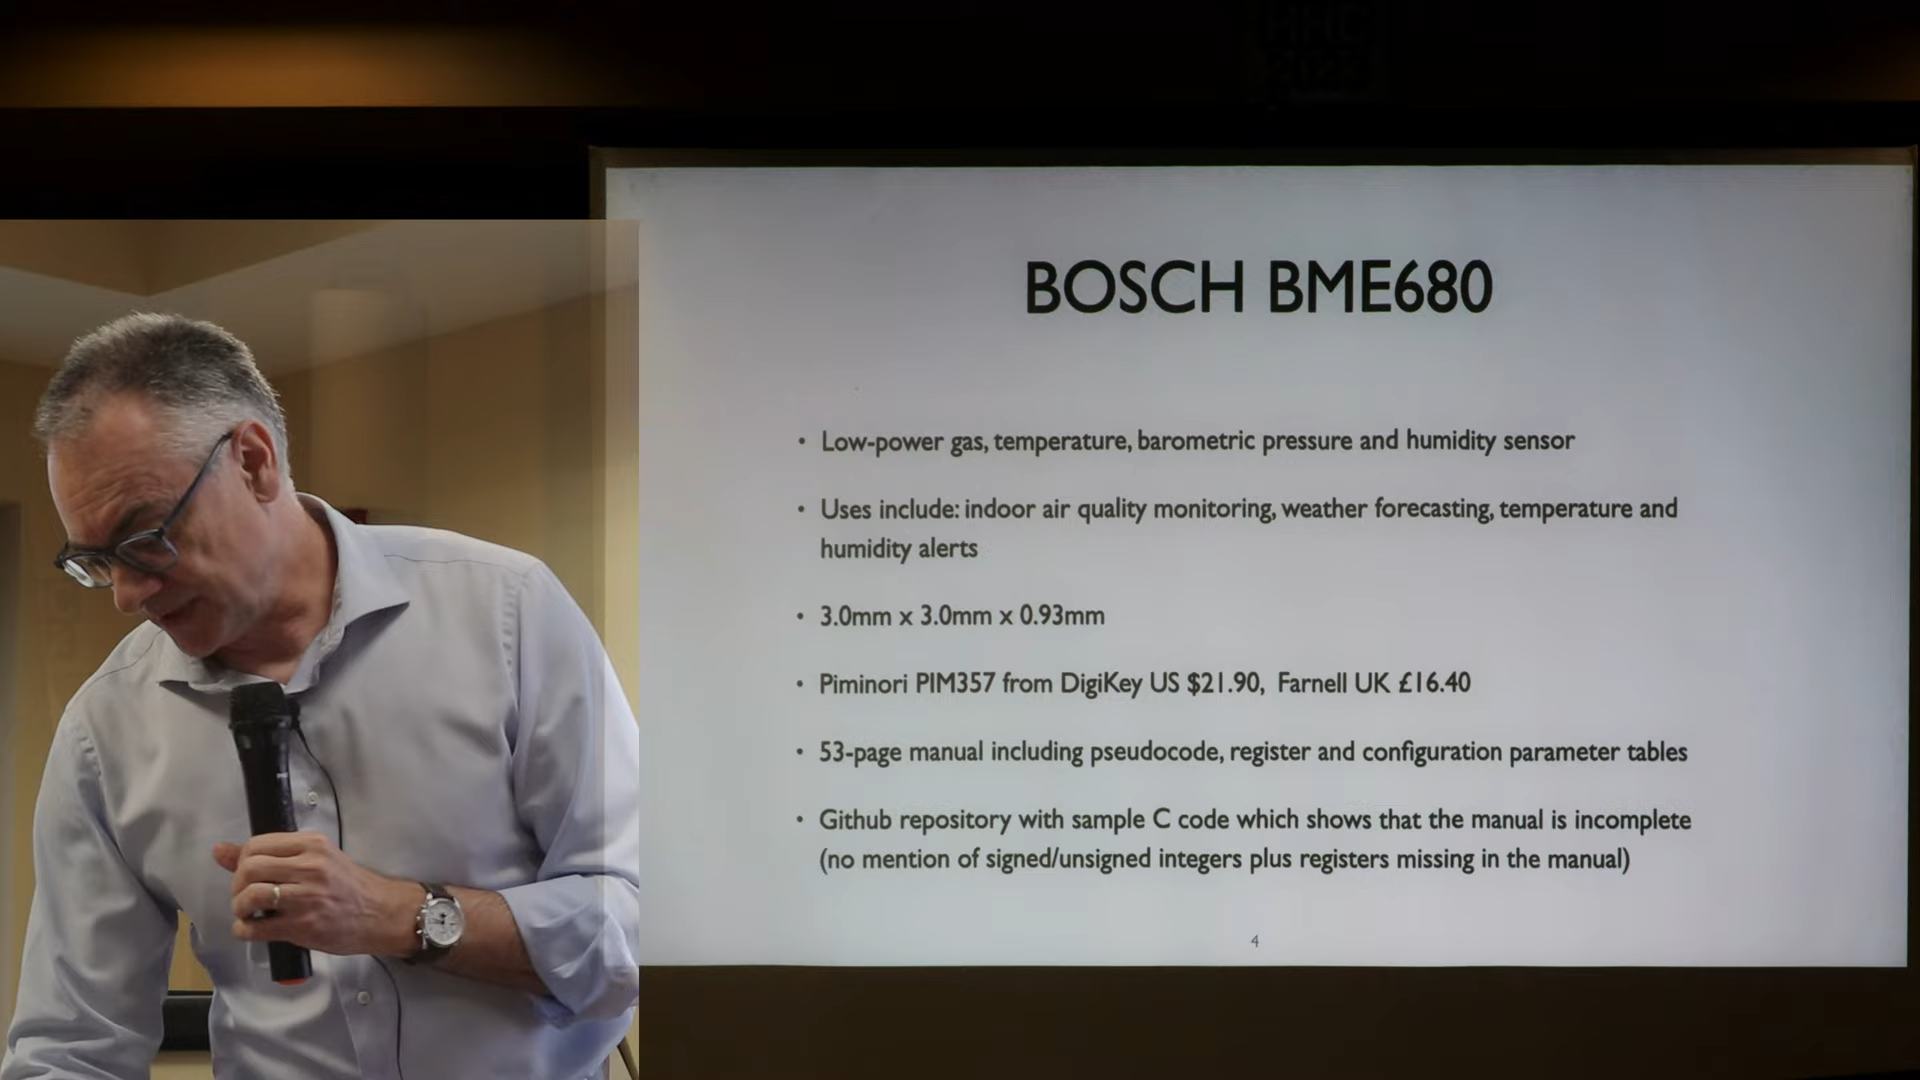 HHC
2023
BOSCH BME680
• Low-power gas, temperature, barometric pressure and humidity sensor
• Uses include: indoor air quality monitoring, weather forecasting, temperature and
humidity alerts
• 3.0mm x 3.0mm x 0.93mm
• Piminori PIM357 from DigiKey US $21.90, Farnell UK £16.40
• 53-page manual including pseudocode, register and configuration parameter tables
• Github repository with sample C code which shows that the manual is incomplete
(no mention of signed/unsigned integers plus registers missing in the manual)
4